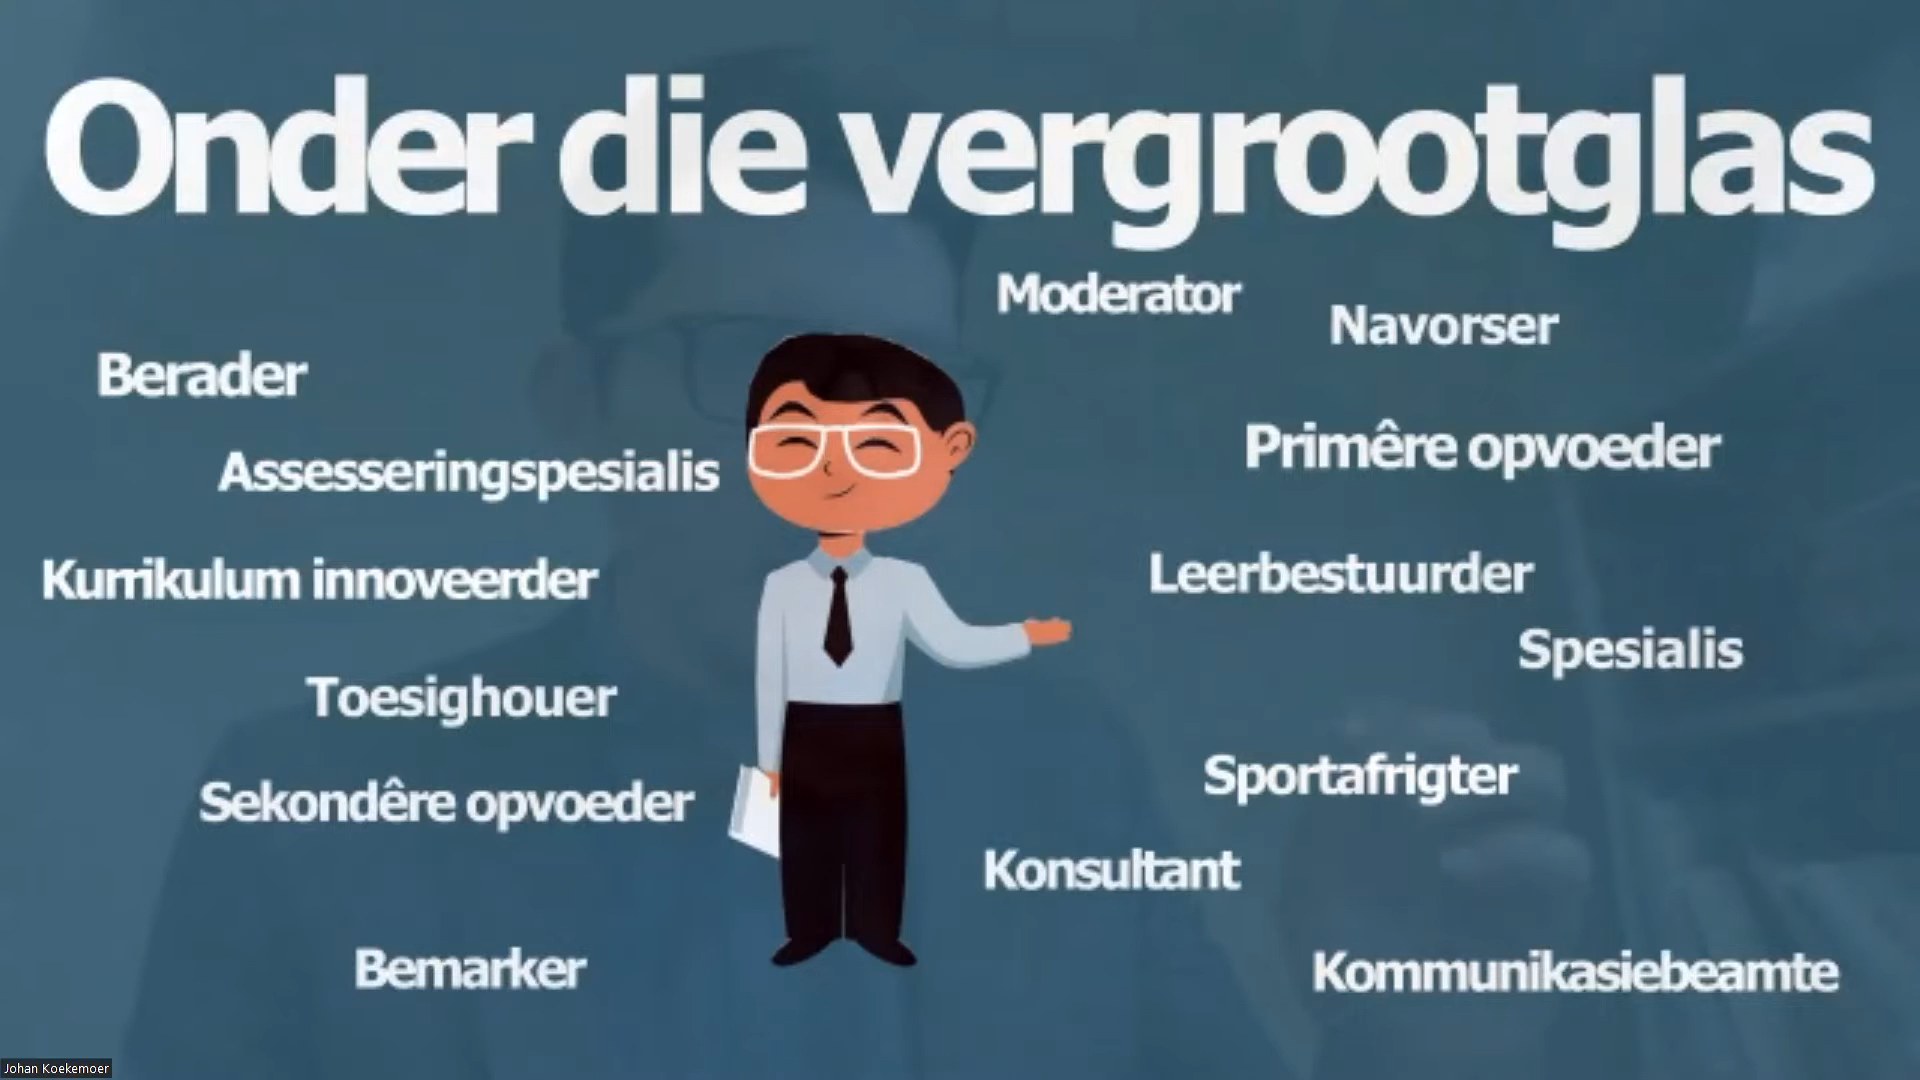 Onder die vergrootglas
Moderator
Navorser
Berader
Primêre opvoeder
Assesseringspesialis
Leerbestuurder
Kurrikulum innoveerder
Spesialis
Toesighouer
Sportafrigter
Sekondêre opvoeder
Konsultant
Bemarker
Kommunikasiebeamte
Johan Koekemoer